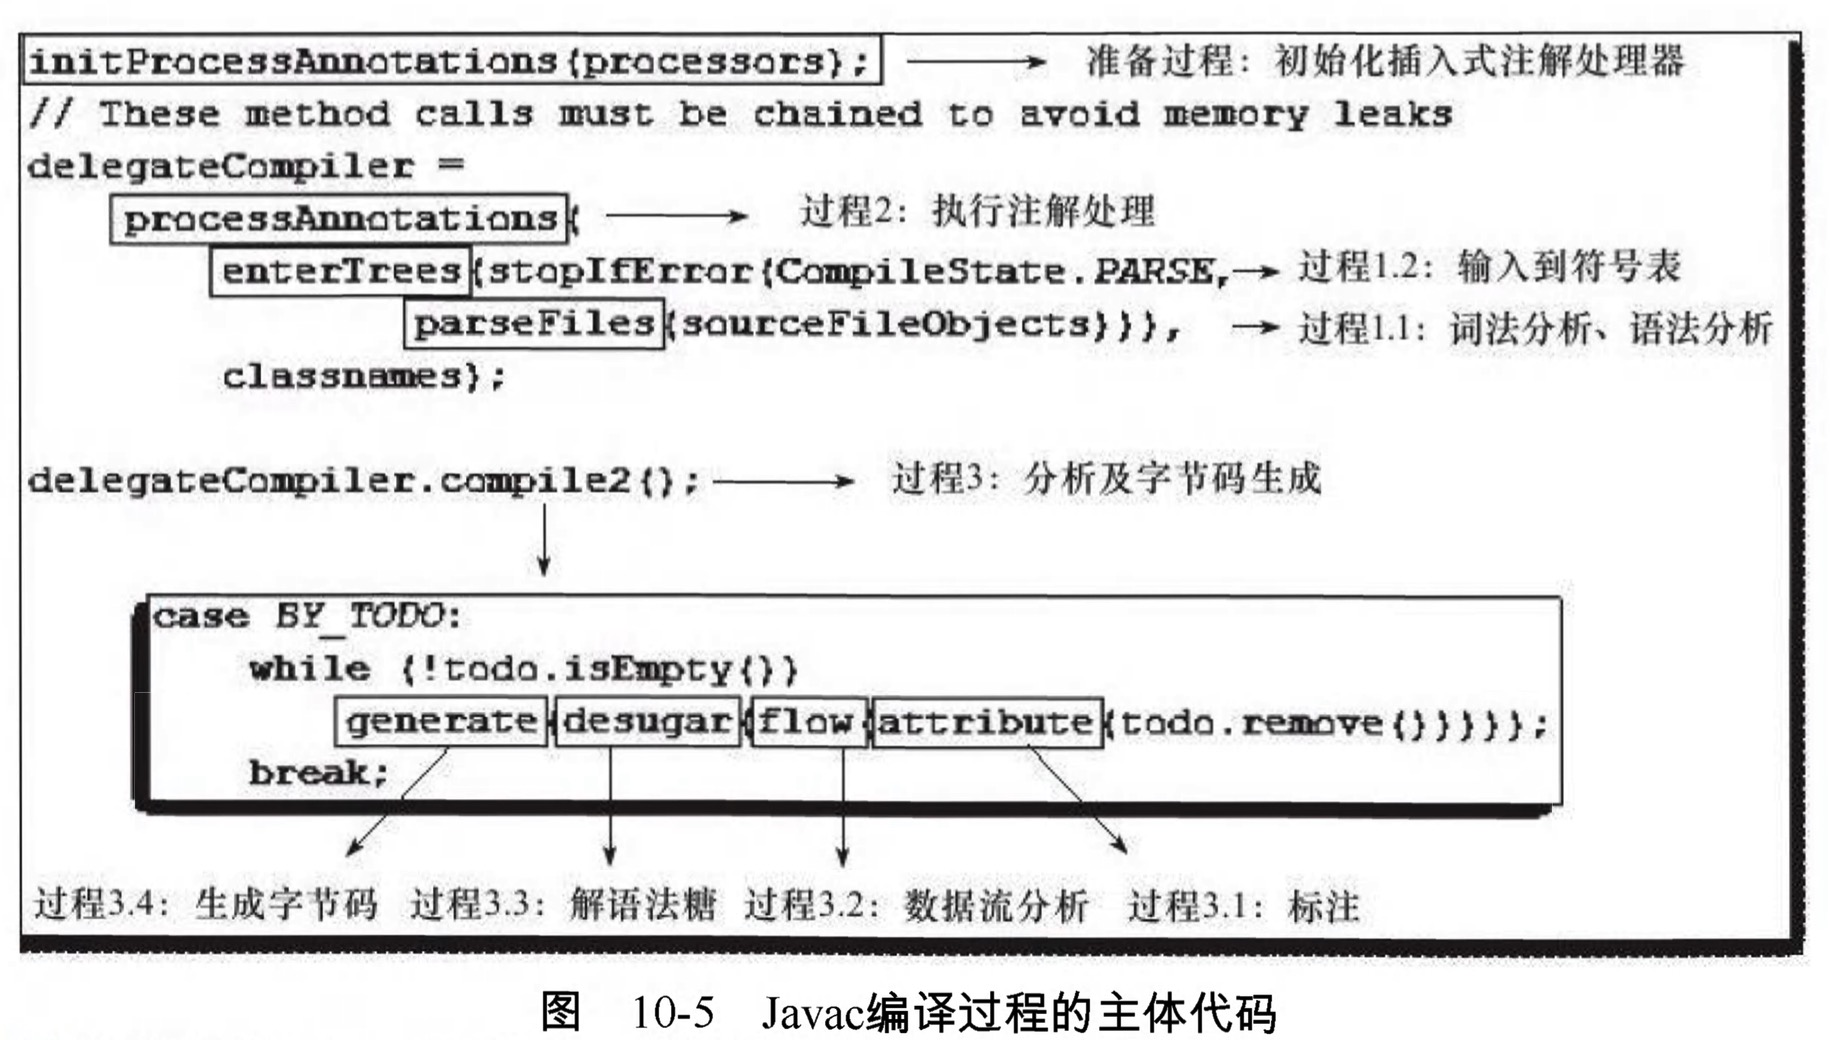 initProcessAnnotations(processors); 准备过程：初始化插入式注解处理器
// These method calls must be chained to avoid memory leaks
delegateCompiler =
processAnnotations( 过程2：执行注解处理
enterTrees(stopIfError(CompileState.PARSE, 过程1.2：输入到符号表
parseFiles(sourceFileObjects))), 过程1.1：词法分析、语法分析
classnames);
delegateCompiler.compile2(); 过程3：分析及字节码生成
case BY_TODO:
while (!todo.isEmpty())
generate(desugar(flow(attribute(todo.remove()))));
break;
过程3.4：生成字节码 过程3.3：解语法糖 过程3.2：数据流分析 过程3.1：标注
图 10-5 Javac编译过程的主体代码